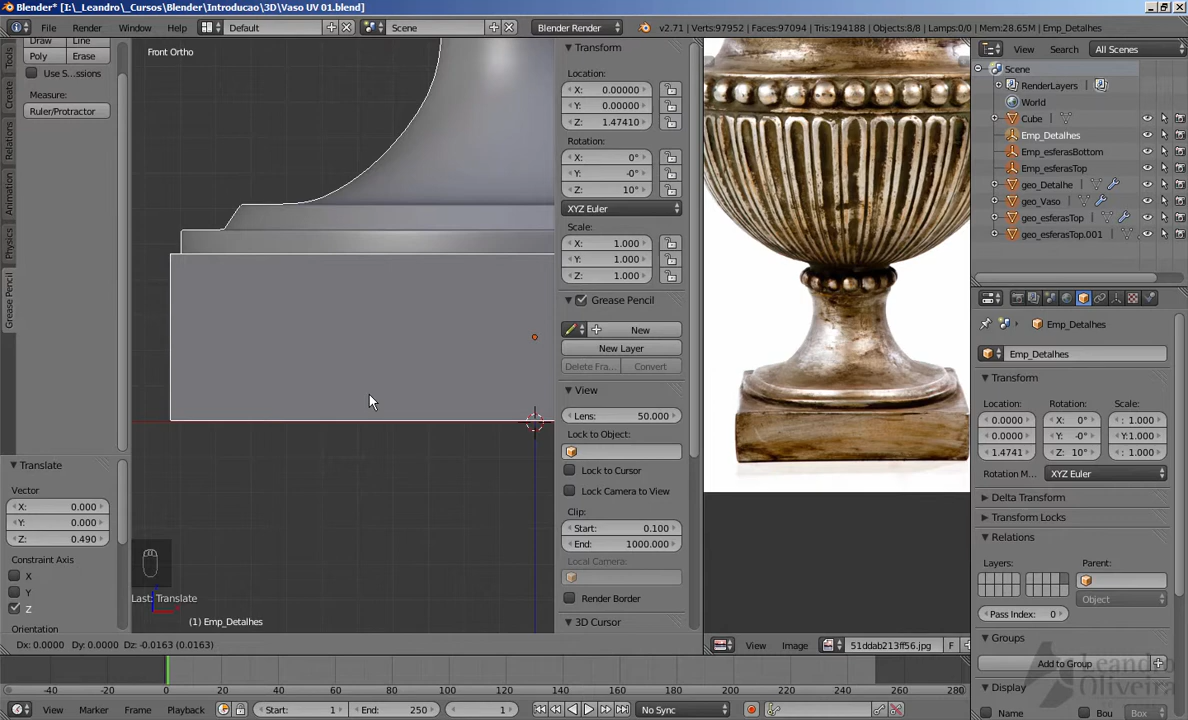 Blender* [I:\_Leandro\_Cursos\Blender\Introducao\3D\Vaso UV 01.blend]
File Render Window Help Default Scene Blender Render v2.71 | Verts:97952 | Faces:97094 | Tris:194188 | Objects:8/8 | Lamps:0/0 | Mem:28.65M | Emp_Detalhes
Tools
Create
Relations
Animation
Physics
Grease Pencil
Draw Line
Poly Erase
Use S...ssions
Measure:
Ruler/Protractor
Translate
Vector
X: 0.000
Y: 0.000
Z: 0.490
Constraint Axis
X
Y
Z
Orientation
Front Ortho
Last: Translate
(1) Emp_Detalhes
Transform
Location:
X: 0.00000
Y: 0.00000
Z: 1.47410
Rotation:
X: 0°
Y: -0°
Z: 10°
XYZ Euler
Scale:
X: 1.000
Y: 1.000
Z: 1.000
Grease Pencil
New
New Layer
Delete Fra... Convert
View
Lens: 50.000
Lock to Object:
Lock to Cursor
Lock Camera to View
Clip:
Start: 0.100
End: 1000.000
Local Camera:
Render Border
3D Cursor
View Search All Scenes
Scene
RenderLayers
World
Cube
Emp_Detalhes
Emp_esferasBottom
Emp_esferasTop
geo_Detalhe
geo_Vaso
geo_esferasTop
geo_esferasTop.001
Emp_Detalhes
Emp_Detalhes
Transform
Location: Rotation: Scale:
0.0000 X: 0° : 1.000
0.0000 Y: -0° Y:1.000
1.4741 Z: 10° : 1.000
Rotation M... XYZ Euler
Delta Transform
Transform Locks
Relations
Layers: Parent:
Object
Pass Index: 0
Groups
Add to Group
Display
Name Bou Box
Leandro
Oliveira
Dx: 0.0000 Dy: 0.0000 Dz: -0.0163 (0.0163)
View Image 51ddab213ff56.jpg F
-40 -20 0 20 40 60 80 100 120 140 160 180 200 220 240 260 280
View Marker Frame Playback Start: 1 End: 250 1 No Sync